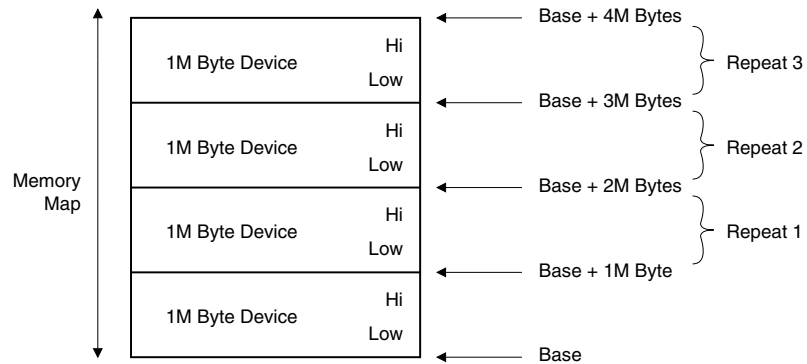 Base + 4M Bytes
Hi
1M Byte Device
Repeat 3
Low
Base + 3M Bytes
Hi
1M Byte Device
Repeat 2
Low
Memory
Map
Base + 2M Bytes
Hi
1M Byte Device
Repeat 1
Low
Base + 1M Byte
Hi
1M Byte Device
Low
Base